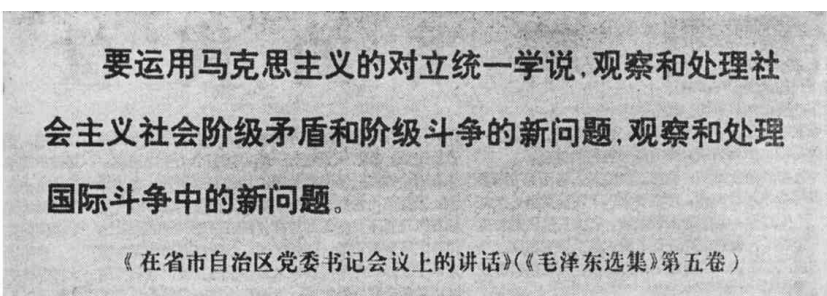 要运用马克思主义的对立统一学说,观察和处理社
会主义社会阶级矛盾和阶级斗争的新问题,观察和处理
国际斗争中的新问题。
《在省市自治区党委书记会议上的讲话》(《毛泽东选集》第五卷)